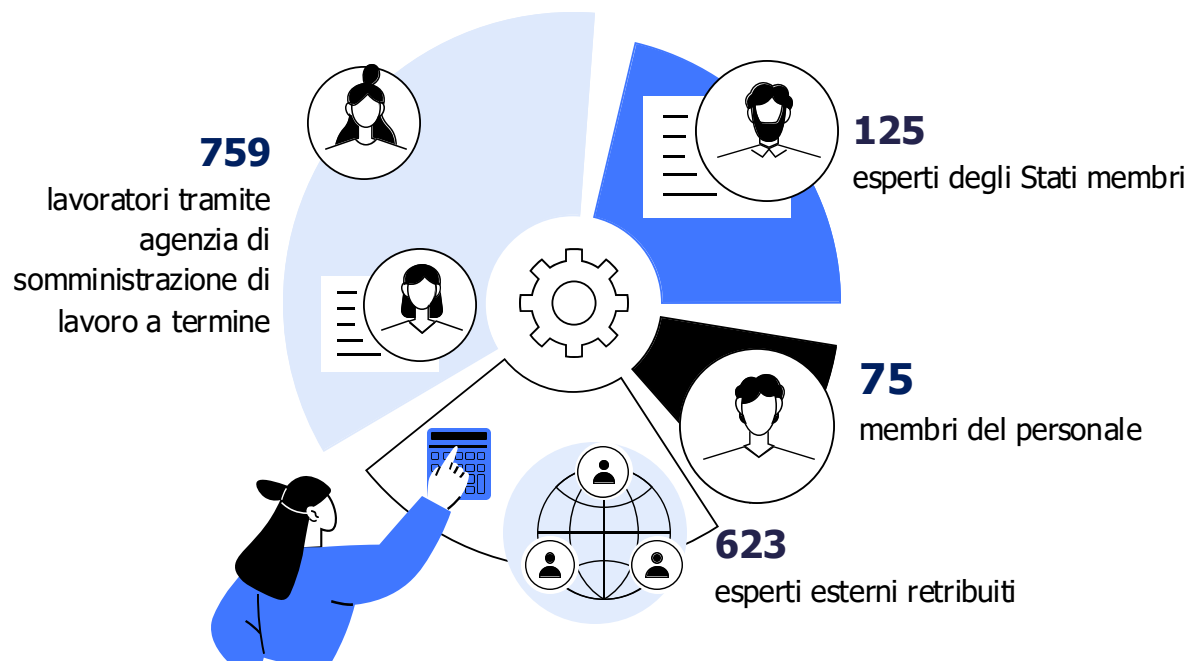 759
lavoratori tramite
agenzia di
somministrazione di
lavoro a termine
125
esperti degli Stati membri
75
membri del personale
623
esperti esterni retribuiti